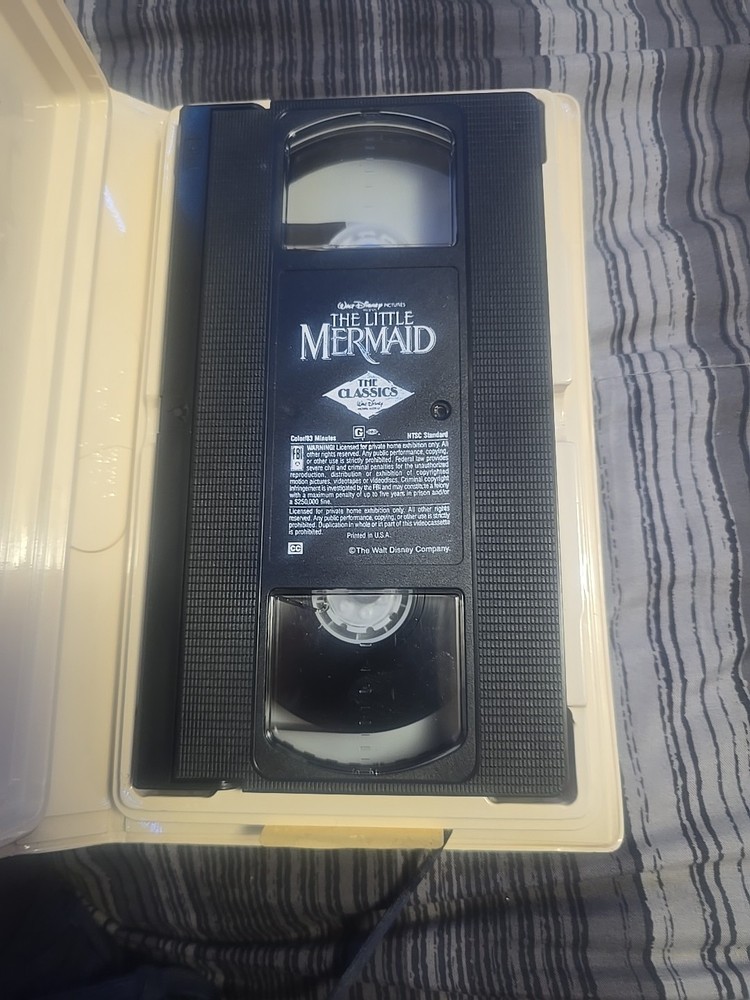 Walt Disney PICTURES
THE LITTLE
MERMAID
THE
CLASSICS
Walt Disney
HOME VIDEO
Color/83 Minutes
G
HTSC Standard
FBI
WARNING! Licensed for private home exhibition only. All
other rights reserved. Any public performance, copying,
or other use is strictly prohibited. Federal law provides
severe civil and criminal penalties for the unauthorized
reproduction, distribution or exhibition of copyrighted
motion pictures, videotapes or videodiscs. Criminal copyright
infringement is investigated by the FBI and may constitute a felony
with a maximum penalty of up to five years in prison and/or
a $250,000 fine.
Licensed for private home exhibition only. All other rights
reserved. Any public performance, copying, or other use is strictly
prohibited. Duplication in whole or in part of this videocassette
is prohibited.
Printed in U.S.A.
CC
©The Walt Disney Company.